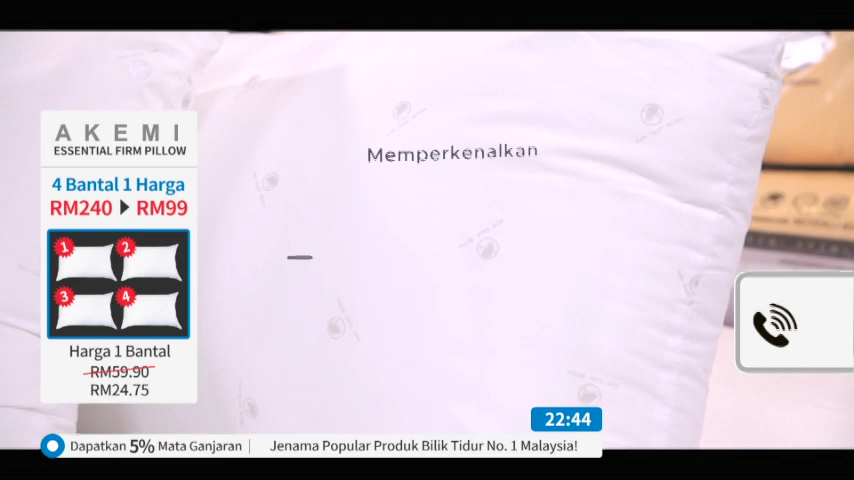 AKEMI
ESSENTIAL FIRM PILLOW
4 Bantal 1 Harga
RM240 ▶ RM99
1 2
3 4
Harga 1 Bantal
RM59.90
RM24.75
Memperkenalkan
22:44
Dapatkan 5% Mata Ganjaran | Jenama Popular Produk Bilik Tidur No. 1 Malaysia!